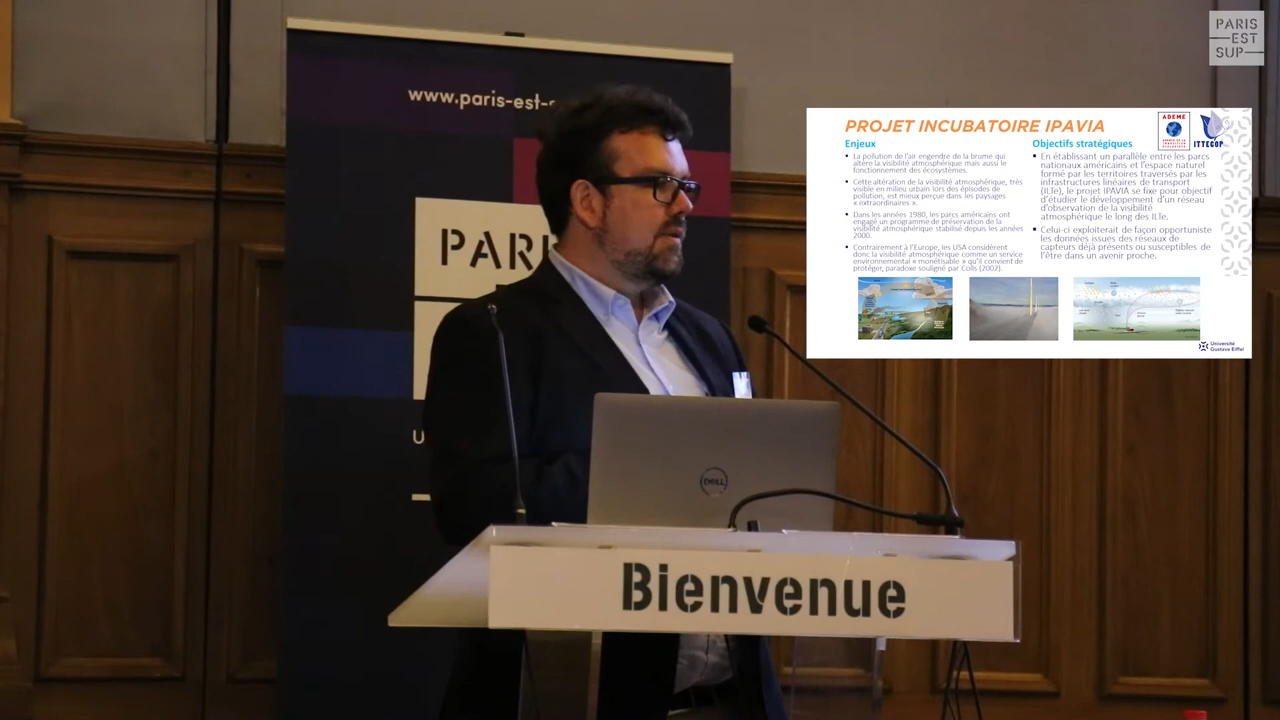 PARIS
EST
SUP
www.paris-est-s
PARI
U
DELL
Bienvenue
PROJET INCUBATOIRE IPAVIA
ADEME
ITTECOP
Enjeux
La pollution de l'air engendre de la brume qui
altère la visibilité atmosphérique mais aussi le
fonctionnement des écosystèmes.
Cette altération de la visibilité atmosphérique, très
visible en milieu urbain lors des épisodes de
pollution, est mieux perçue dans les paysages
« extraordinaires ».
Dans les années 1980, les parcs américains ont
engagé un programme de préservation de la
visibilité atmosphérique stabilisé depuis les années
2000.
Contrairement à l'Europe, les USA considèrent
donc la visibilité atmosphérique comme un service
environnemental « monétisable » qu'il convient de
protéger, paradoxe souligné par Colls (2002).
Objectifs stratégiques
En établissant un parallèle entre les parcs
nationaux américains et l'espace naturel
formé par les territoires traversés par les
infrastructures linéaires de transport
(ILTe), le projet IPAVIA se fixe pour objectif
d'étudier le développement d'un réseau
d'observation de la visibilité
atmosphérique le long des ILTe.
Celui-ci exploiterait de façon opportuniste
les données issues des réseaux de
capteurs déjà présents ou susceptibles de
l'être dans un avenir proche.
Université
Gustave Eiffel